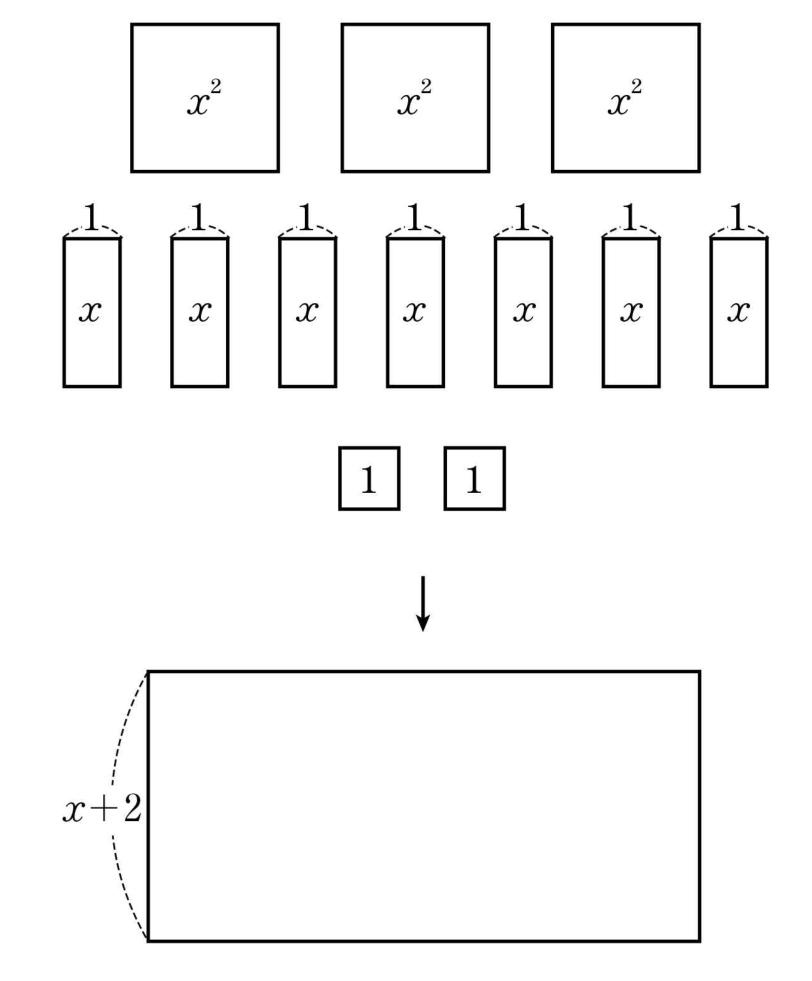 x² x² x²
1 1 1 1 1 1 1
x x x x x x x
1 1
x+2